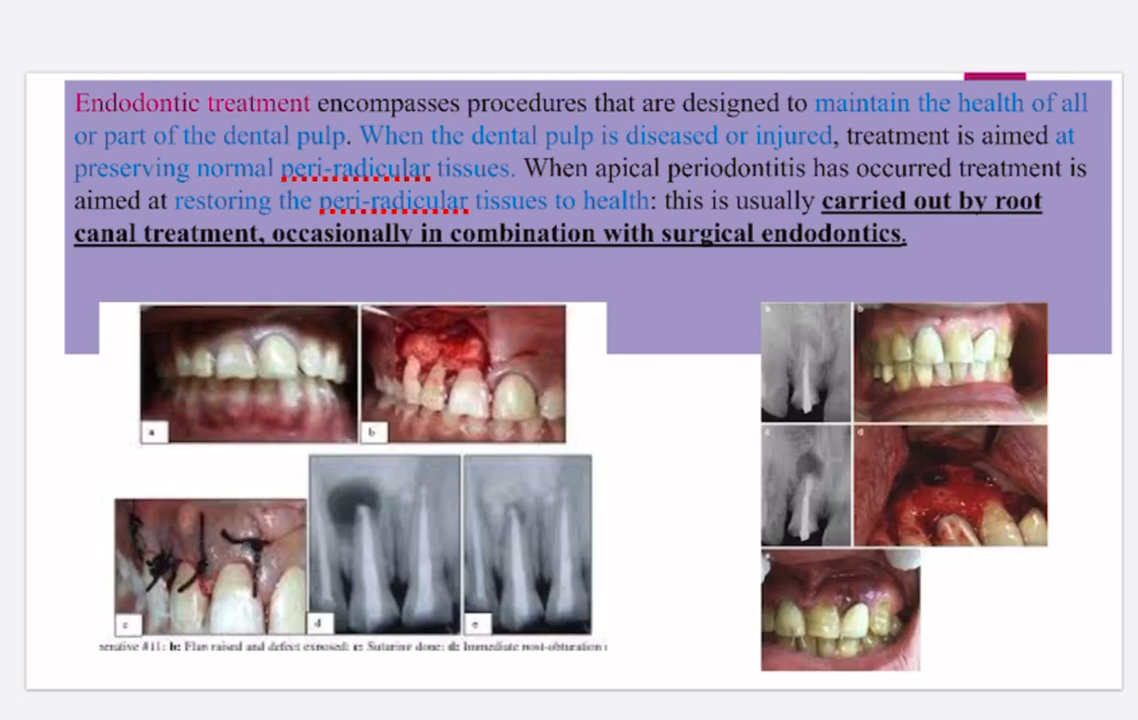 Endodontic treatment encompasses procedures that are designed to maintain the health of all
or part of the dental pulp. When the dental pulp is diseased or injured, treatment is aimed at
preserving normal peri-radicular tissues. When apical periodontitis has occurred treatment is
aimed at restoring the peri-radicular tissues to health: this is usually carried out by root
canal treatment, occasionally in combination with surgical endodontics.
a
b
a
b
c
d
c
d
e
erative #11; b: Flap raised and defect exposed; c: Suturing done; d: Immediate post-obturation